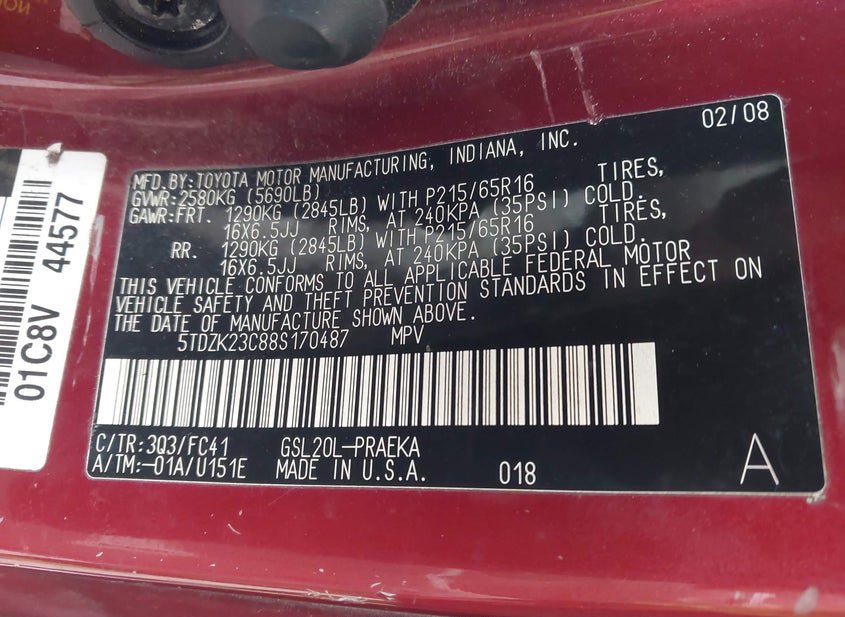 02/08
MFD.BY:TOYOTA MOTOR MANUFACTURING, INDIANA, INC.
GVWR:2580KG (5690LB)
GAWR:FRT. 1290KG (2845LB) WITH P215/65R16 TIRES,
16X6.5JJ RIMS, AT 240KPA (35PSI) COLD.
RR. 1290KG (2845LB) WITH P215/65R16 TIRES,
16X6.5JJ RIMS, AT 240KPA (35PSI) COLD.
THIS VEHICLE CONFORMS TO ALL APPLICABLE FEDERAL MOTOR
VEHICLE SAFETY AND THEFT PREVENTION STANDARDS IN EFFECT ON
THE DATE OF MANUFACTURE SHOWN ABOVE.
5TDZK23C88S170487 MPV
C/TR:3Q3/FC41 GSL20L-PRAEKA
A/TM:-01A/U151E MADE IN U.S.A. 018 A
01C8V 44577